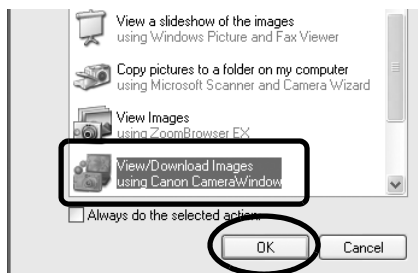 View a slideshow of the images
using Windows Picture and Fax Viewer
Copy pictures to a folder on my computer
using Microsoft Scanner and Camera Wizard
View Images
using ZoomBrowser EX
View/Download Images
using Canon CameraWindow
Always do the selected action.
OK
Cancel